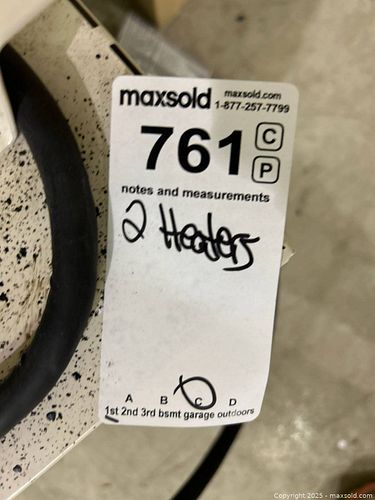 maxsold maxsold.com
1-877-257-7799
761 C
P
notes and measurements
2 Heaters
A B C D
1st 2nd 3rd bsmt garage outdoors
Copyright 2025 - maxsold.com